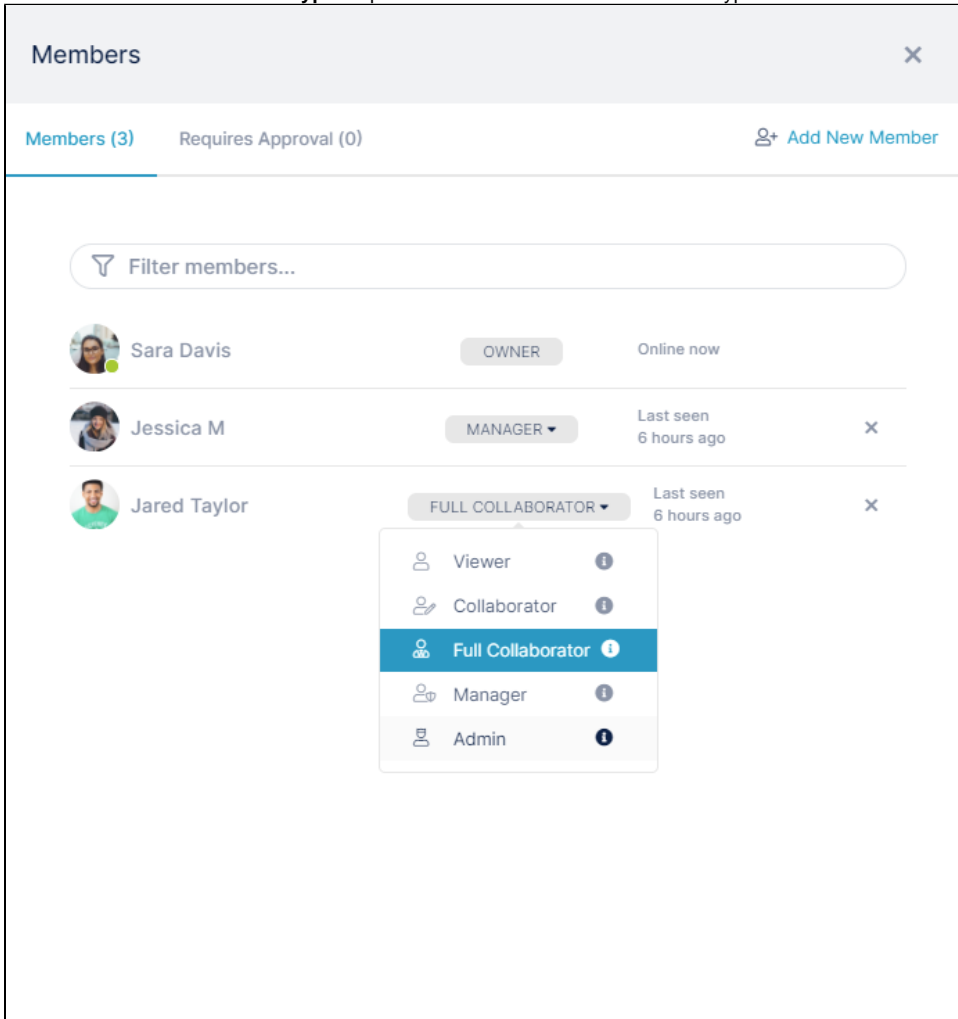 Members
Members (3) Requires Approval (0) Add New Member
Filter members...
Sara Davis OWNER Online now
Jessica M MANAGER Last seen
6 hours ago
Jared Taylor FULL COLLABORATOR Last seen
6 hours ago
Viewer
Collaborator
Full Collaborator
Manager
Admin